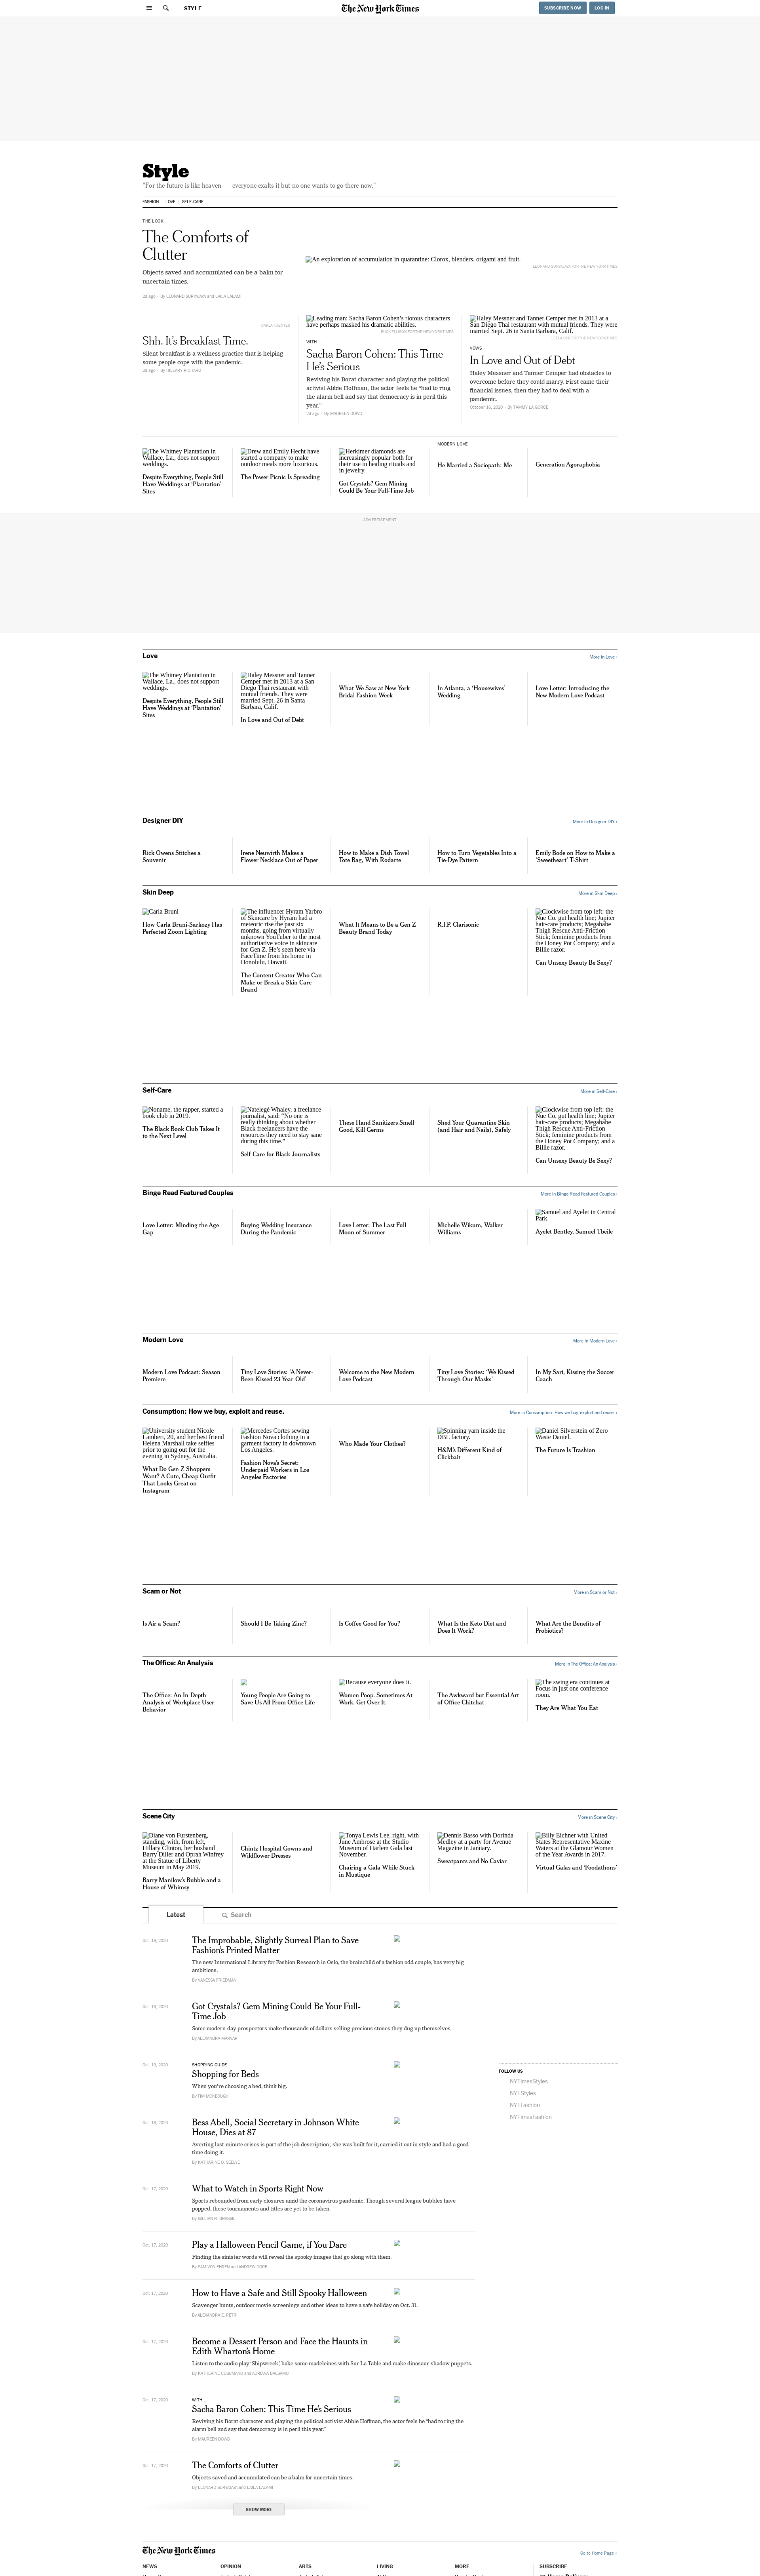 STYLE
The New York Times
SUBSCRIBE NOW
LOG IN
Style
"For the future is like heaven — everyone exalts it but no one wants to go there now."
FASHION
LOVE
SELF-CARE
THE LOOK
The Comforts of
Clutter
Objects saved and accumulated can be a balm for
uncertain times.
2d ago · By LEONARD SURYAJAYA and LAILA LALAMI
An exploration of accumulation in quarantine: Clorox, blenders, origami and fruit.
LEONARD SURYAJAYA FOR THE NEW YORK TIMES
CARLA FUENTES
Shh. It's Breakfast Time.
Silent breakfast is a wellness practice that is helping
some people cope with the pandemic.
2d ago · By HILLARY RICHARD
Leading man: Sacha Baron Cohen's riotous characters
have perhaps masked his dramatic abilities.
BUCK ELLISON FOR THE NEW YORK TIMES
WITH ...
Sacha Baron Cohen: This Time
He's Serious
Reviving his Borat character and playing the political
activist Abbie Hoffman, the actor feels he "had to ring
the alarm bell and say that democracy is in peril this
year."
2d ago · By MAUREEN DOWD
Haley Messner and Tanner Cemper met in 2013 at a
San Diego Thai restaurant with mutual friends. They were
married Sept. 26 in Santa Barbara, Calif.
LEELA CYD FOR THE NEW YORK TIMES
VOWS
In Love and Out of Debt
Haley Messner and Tanner Cemper had obstacles to
overcome before they could marry. First came their
financial issues, then they had to deal with a
pandemic.
October 16, 2020 · By TAMMY LA GORCE
The Whitney Plantation in
Wallace, La., does not support
weddings.
Despite Everything, People Still
Have Weddings at 'Plantation'
Sites
Drew and Emily Hecht have
started a company to make
outdoor meals more luxurious.
The Power Picnic Is Spreading
Herkimer diamonds are
increasingly popular both for
their use in healing rituals and
in jewelry.
Got Crystals? Gem Mining
Could Be Your Full-Time Job
MODERN LOVE
He Married a Sociopath: Me
Generation Agoraphobia
ADVERTISEMENT
Love
More in Love ›
The Whitney Plantation in
Wallace, La., does not support
weddings.
Despite Everything, People Still
Have Weddings at 'Plantation'
Sites
Haley Messner and Tanner
Cemper met in 2013 at a San
Diego Thai restaurant with
mutual friends. They were
married Sept. 26 in Santa
Barbara, Calif.
In Love and Out of Debt
What We Saw at New York
Bridal Fashion Week
In Atlanta, a 'Housewives'
Wedding
Love Letter: Introducing the
New Modern Love Podcast
Designer DIY
More in Designer DIY ›
Rick Owens Stitches a
Souvenir
Irene Neuwirth Makes a
Flower Necklace Out of Paper
How to Make a Dish Towel
Tote Bag, With Rodarte
How to Turn Vegetables Into a
Tie-Dye Pattern
Emily Bode on How to Make a
'Sweetheart' T-Shirt
Skin Deep
More in Skin Deep ›
Carla Bruni
How Carla Bruni-Sarkozy Has
Perfected Zoom Lighting
The influencer Hyram Yarbro
of Skincare by Hyram had a
meteoric rise the past six
months, going from virtually
unknown YouTuber to the most
authoritative voice in skincare
for Gen Z. He's seen here via
FaceTime from his home in
Honolulu, Hawaii.
The Content Creator Who Can
Make or Break a Skin Care
Brand
What It Means to Be a Gen Z
Beauty Brand Today
R.I.P. Clarisonic
Clockwise from top left: the
Nue Co. gut health line; Jupiter
hair-care products; Megababe
Thigh Rescue Anti-Friction
Stick; feminine products from
the Honey Pot Company; and a
Billie razor.
Can Unsexy Beauty Be Sexy?
Self-Care
More in Self-Care ›
Noname, the rapper, started a
book club in 2019.
The Black Book Club Takes It
to the Next Level
Natelegé Whaley, a freelance
journalist, said: "No one is
really thinking about whether
Black freelancers have the
resources they need to stay sane
during this time."
Self-Care for Black Journalists
These Hand Sanitizers Smell
Good, Kill Germs
Shed Your Quarantine Skin
(and Hair and Nails), Safely
Clockwise from top left: the
Nue Co. gut health line; Jupiter
hair-care products; Megababe
Thigh Rescue Anti-Friction
Stick; feminine products from
the Honey Pot Company; and a
Billie razor.
Can Unsexy Beauty Be Sexy?
Binge Read Featured Couples
More in Binge Read Featured Couples ›
Love Letter: Minding the Age
Gap
Buying Wedding Insurance
During the Pandemic
Love Letter: The Last Full
Moon of Summer
Michelle Wikum, Walker
Williams
Samuel and Ayelet in Central
Park
Ayelet Bentley, Samuel Tbeile
Modern Love
More in Modern Love ›
Modern Love Podcast: Season
Premiere
Tiny Love Stories: 'A Never-
Been-Kissed 23-Year-Old'
Welcome to the New Modern
Love Podcast
Tiny Love Stories: 'We Kissed
Through Our Masks'
In My Sari, Kissing the Soccer
Coach
Consumption: How we buy, exploit and reuse.
More in Consumption: How we buy, exploit and reuse. ›
University student Nicole
Lambert, 20, and her best friend
Helena Marshall take selfies
prior to going out for the
evening in Sydney, Australia.
What Do Gen Z Shoppers
Want? A Cute, Cheap Outfit
That Looks Great on
Instagram
Mercedes Cortes sewing
Fashion Nova clothing in a
garment factory in downtown
Los Angeles.
Fashion Nova's Secret:
Underpaid Workers in Los
Angeles Factories
Who Made Your Clothes?
Spinning yarn inside the
DBL factory.
H&M's Different Kind of
Clickbait
Daniel Silverstein of Zero
Waste Daniel.
The Future Is Trashion
Scam or Not
More in Scam or Not ›
Is Air a Scam?
Should I Be Taking Zinc?
Is Coffee Good for You?
What Is the Keto Diet and
Does It Work?
What Are the Benefits of
Probiotics?
The Office: An Analysis
More in The Office: An Analysis ›
The Office: An In-Depth
Analysis of Workplace User
Behavior
Young People Are Going to
Save Us All From Office Life
Because everyone does it.
Women Poop. Sometimes At
Work. Get Over It.
The Awkward but Essential Art
of Office Chitchat
The swing era continues at
Focus in just one conference
room.
They Are What You Eat
Scene City
More in Scene City ›
Diane von Furstenberg,
standing, with, from left,
Hillary Clinton, her husband
Barry Diller and Oprah Winfrey
at the Statue of Liberty
Museum in May 2019.
Barry Manilow's Bubble and a
House of Whimsy
Chintz Hospital Gowns and
Wildflower Dresses
Tonya Lewis Lee, right, with
June Ambrose at the Studio
Museum of Harlem Gala last
November.
Chairing a Gala While Stuck
in Mustique
Dennis Basso with Dorinda
Medley at a party for Avenue
Magazine in January.
Sweatpants and No Caviar
Billy Eichner with United
States Representative Maxine
Waters at the Glamour Women
of the Year Awards in 2017.
Virtual Galas and 'Foodathons'
Latest
Search
The Improbable, Slightly Surreal Plan to Save
Fashion's Printed Matter
The new International Library for Fashion Research in Oslo, the brainchild of a fashion odd couple, has very big
ambitions.
By VANESSA FRIEDMAN
Oct. 19, 2020
Got Crystals? Gem Mining Could Be Your Full-
Time Job
Some modern day prospectors make thousands of dollars selling precious stones they dug up themselves.
By ALEXANDRA MARVAR
Oct. 19, 2020
SHOPPING GUIDE
Shopping for Beds
When you're choosing a bed, think big.
By TIM McKEOUGH
Oct. 18, 2020
Bess Abell, Social Secretary in Johnson White
House, Dies at 87
Averting last-minute crises is part of the job description; she was built for it, carried it out in style and had a good
time doing it.
By KATHARINE Q. SEELYE
Oct. 17, 2020
What to Watch in Sports Right Now
Sports rebounded from early closures amid the coronavirus pandemic. Though several league bubbles have
popped, these tournaments and titles are yet to be taken.
By GILLIAN R. BRASSIL
Oct. 17, 2020
Play a Halloween Pencil Game, if You Dare
Finding the sinister words will reveal the spooky images that go along with them.
By SAM VON EHREN and ANDREW DORE
Oct. 17, 2020
How to Have a Safe and Still Spooky Halloween
Scavenger hunts, outdoor movie screenings and other ideas to have a safe holiday on Oct. 31.
By ALEXANDRA E. PETRI
Oct. 17, 2020
Become a Dessert Person and Face the Haunts in
Edith Wharton's Home
Listen to the audio play 'Shipwreck,' bake some madeleines with Sur La Table and make dinosaur-shadow puppets.
By KATHERINE CUSUMANO and ADRIANA BALSAMO
Oct. 17, 2020
WITH ...
Sacha Baron Cohen: This Time He's Serious
Reviving his Borat character and playing the political activist Abbie Hoffman, the actor feels he "had to ring the
alarm bell and say that democracy is in peril this year."
By MAUREEN DOWD
Oct. 17, 2020
The Comforts of Clutter
Objects saved and accumulated can be a balm for uncertain times.
By LEONARD SURYAJAYA and LAILA LALAMI
SHOW MORE
FOLLOW US
NYTimesStyles
NYTStyles
NYTFashion
NYTimesFashion
The New York Times
Go to Home Page »
NEWS
OPINION
ARTS
LIVING
MORE
SUBSCRIBE